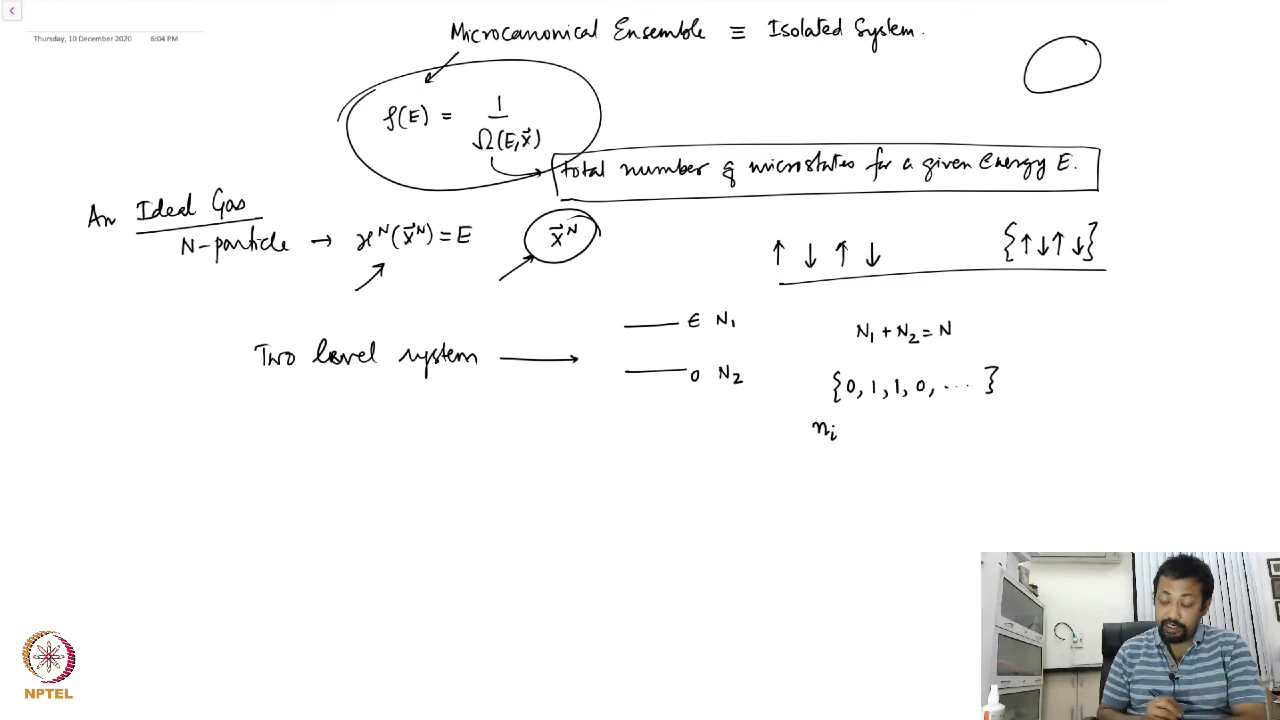 Thursday, 10 December 2020 6:04 PM
Microcanonical Ensemble ≡ Isolated System.
ρ(E) = 1 / Ω(E,x⃗)
total number of microstates for a given Energy E.
An Ideal Gas
N-particle → ℋᴺ(x⃗ᴺ) = E x⃗ᴺ
↑ ↓ ↑ ↓ {↑↓↑↓}
Two level system →
ϵ N₁
0 N₂
N₁ + N₂ = N
{0, 1, 1, 0, ... }
nᵢ
NPTEL